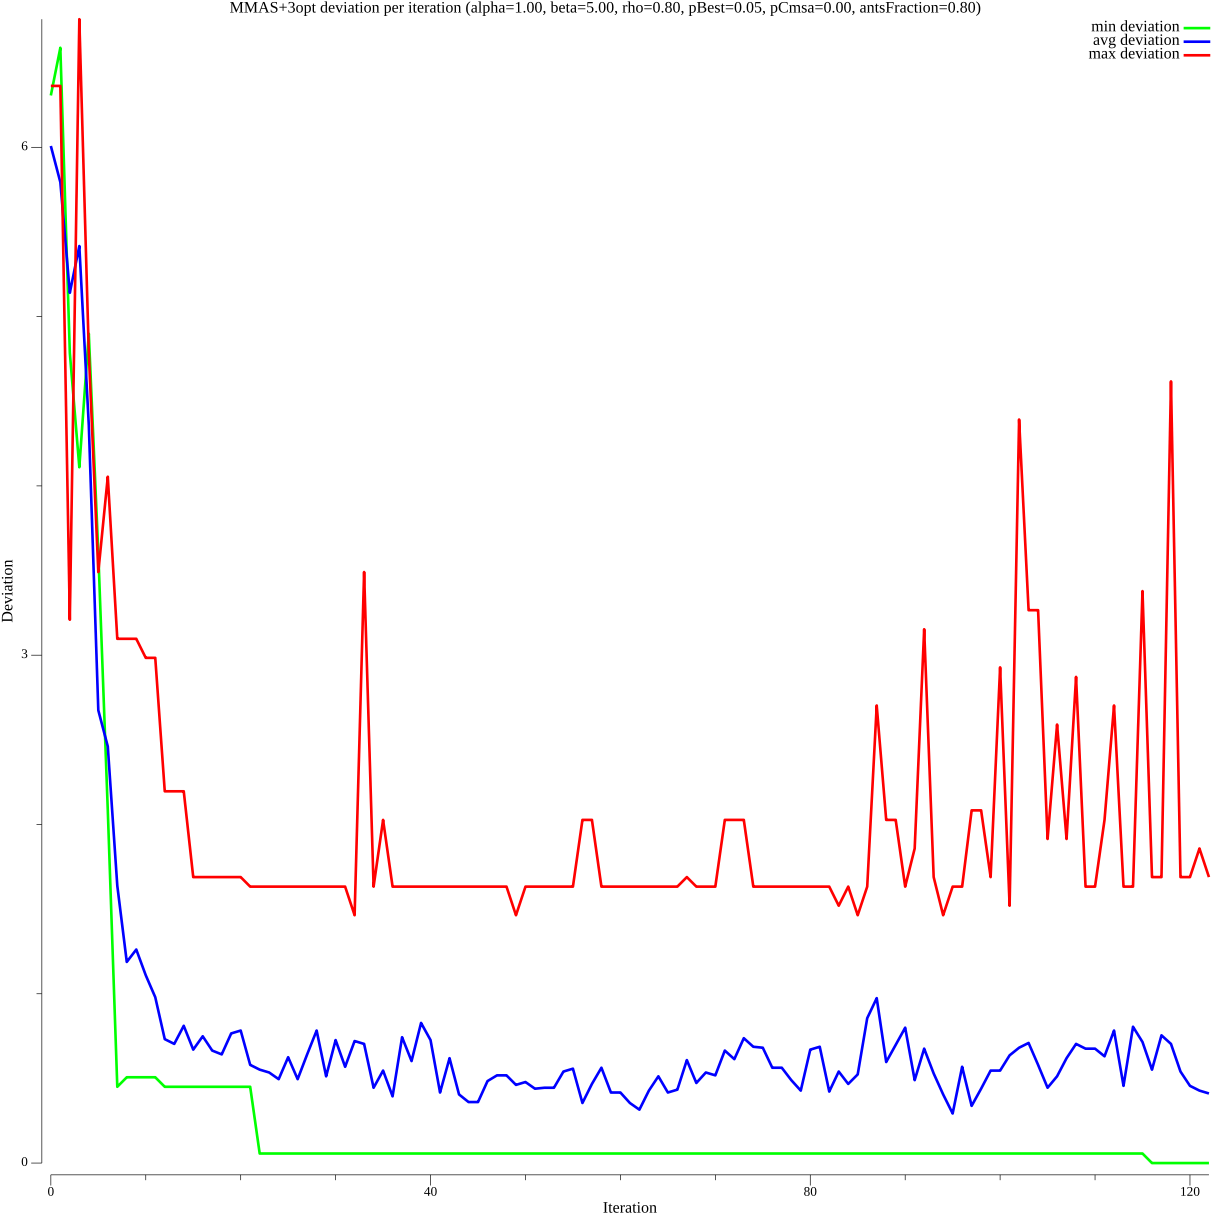 MMAS+3opt deviation per iteration (alpha=1.00, beta=5.00, rho=0.80, pBest=0.05, pCmsa=0.00, antsFraction=0.80)
min deviation
avg deviation
max deviation
6
3
0
Deviation
0 40 80 120
Iteration